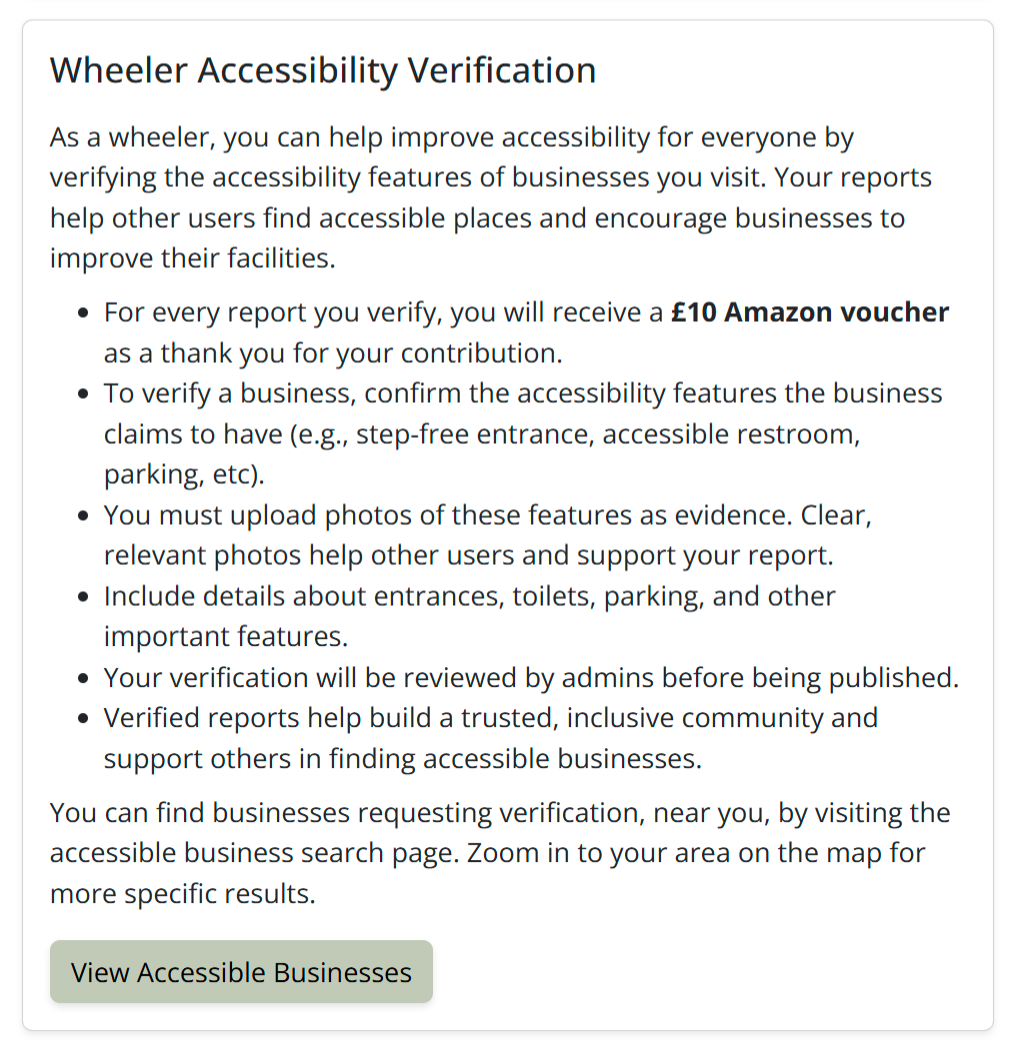 Wheeler Accessibility Verification
As a wheeler, you can help improve accessibility for everyone by
verifying the accessibility features of businesses you visit. Your reports
help other users find accessible places and encourage businesses to
improve their facilities.
• For every report you verify, you will receive a £10 Amazon voucher
as a thank you for your contribution.
• To verify a business, confirm the accessibility features the business
claims to have (e.g., step-free entrance, accessible restroom,
parking, etc).
• You must upload photos of these features as evidence. Clear,
relevant photos help other users and support your report.
• Include details about entrances, toilets, parking, and other
important features.
• Your verification will be reviewed by admins before being published.
• Verified reports help build a trusted, inclusive community and
support others in finding accessible businesses.
You can find businesses requesting verification, near you, by visiting the
accessible business search page. Zoom in to your area on the map for
more specific results.
View Accessible Businesses